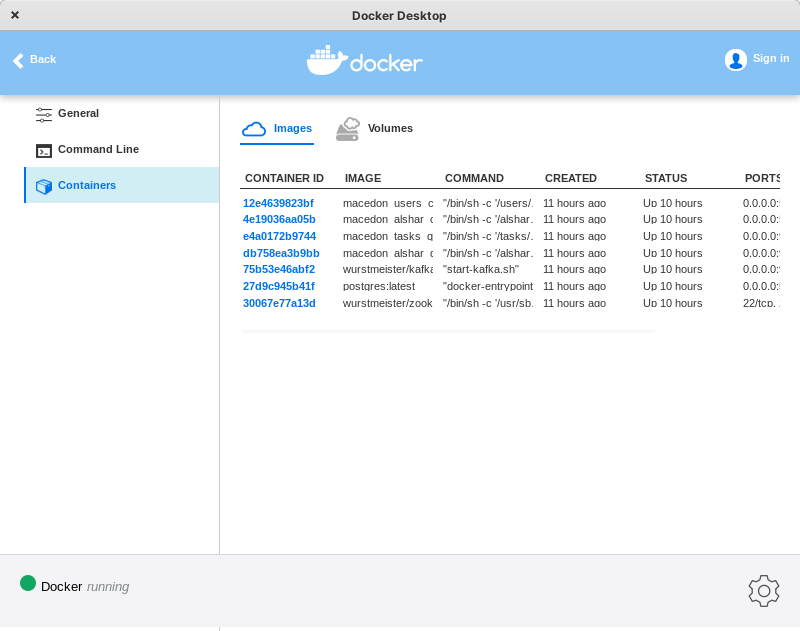 Docker Desktop
Back
docker
Sign in
General
Command Line
Containers
Images Volumes
CONTAINER ID IMAGE COMMAND CREATED STATUS PORTS
12e4639823bf macedon_users_c "/bin/sh -c '/users/. 11 hours ago Up 10 hours 0.0.0.0:
4e19036aa05b macedon_alshar_c "/bin/sh -c '/alshar. 11 hours ago Up 10 hours 0.0.0.0:
e4a0172b9744 macedon_tasks_g "/bin/sh -c '/tasks/. 11 hours ago Up 10 hours 0.0.0.0:
db758ea3b9bb macedon_alshar_c "/bin/sh -c '/alshar. 11 hours ago Up 10 hours 0.0.0.0:
75b53e46abf2 wurstmeister/kafka "start-kafka.sh" 11 hours ago Up 10 hours 0.0.0.0:
27d9c945b41f postgres:latest "docker-entrypoint 11 hours ago Up 10 hours 0.0.0.0:
30067e77a13d wurstmeister/zook "/bin/sh -c '/usr/sb. 11 hours ago Up 10 hours 22/tcp,
Docker running